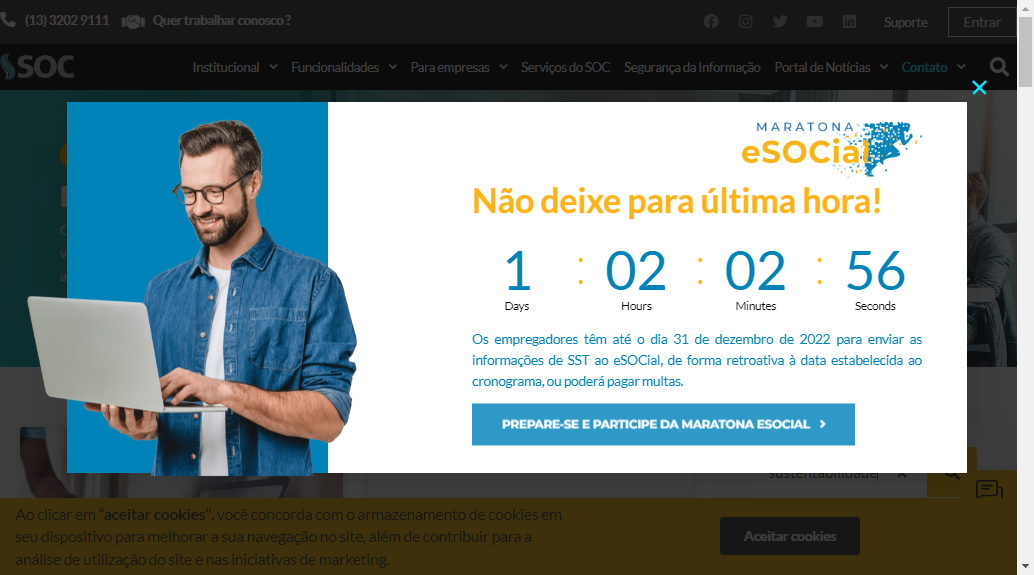 (13) 3202 9111 Quer trabalhar conosco ?
Suporte Entrar
SOC
Institucional Funcionalidades Para empresas Serviços do SOC Segurança da Informação Portal de Notícias Contato
MARATONA
eSOCial
Não deixe para última hora!
1 : 02 : 02 : 56
Days Hours Minutes Seconds
Os empregadores têm até o dia 31 de dezembro de 2022 para enviar as
informações de SST ao eSOCial, de forma retroativa à data estabelecida ao
cronograma, ou poderá pagar multas.
PREPARE-SE E PARTICIPE DA MARATONA ESOCIAL
sustentabilidade
Ao clicar em “aceitar cookies”, você concorda com o armazenamento de cookies em
seu dispositivo para melhorar a sua navegação no site, além de contribuir para a
análise de utilização do site e nas iniciativas de marketing.
Aceitar cookies